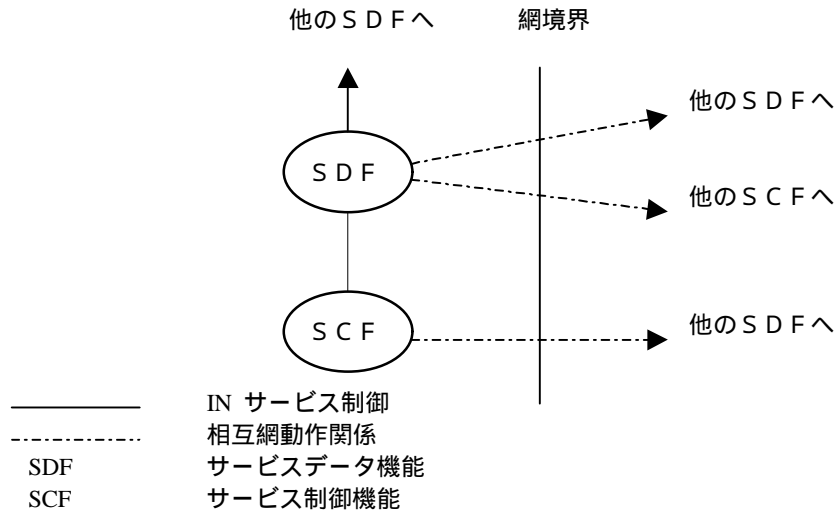 他のＳＤＦへ 網境界
他のＳＤＦへ
ＳＤＦ
他のＳＣＦへ
ＳＣＦ
他のＳＤＦへ
IN サービス制御
相互網動作関係
SDF サービスデータ機能
SCF サービス制御機能